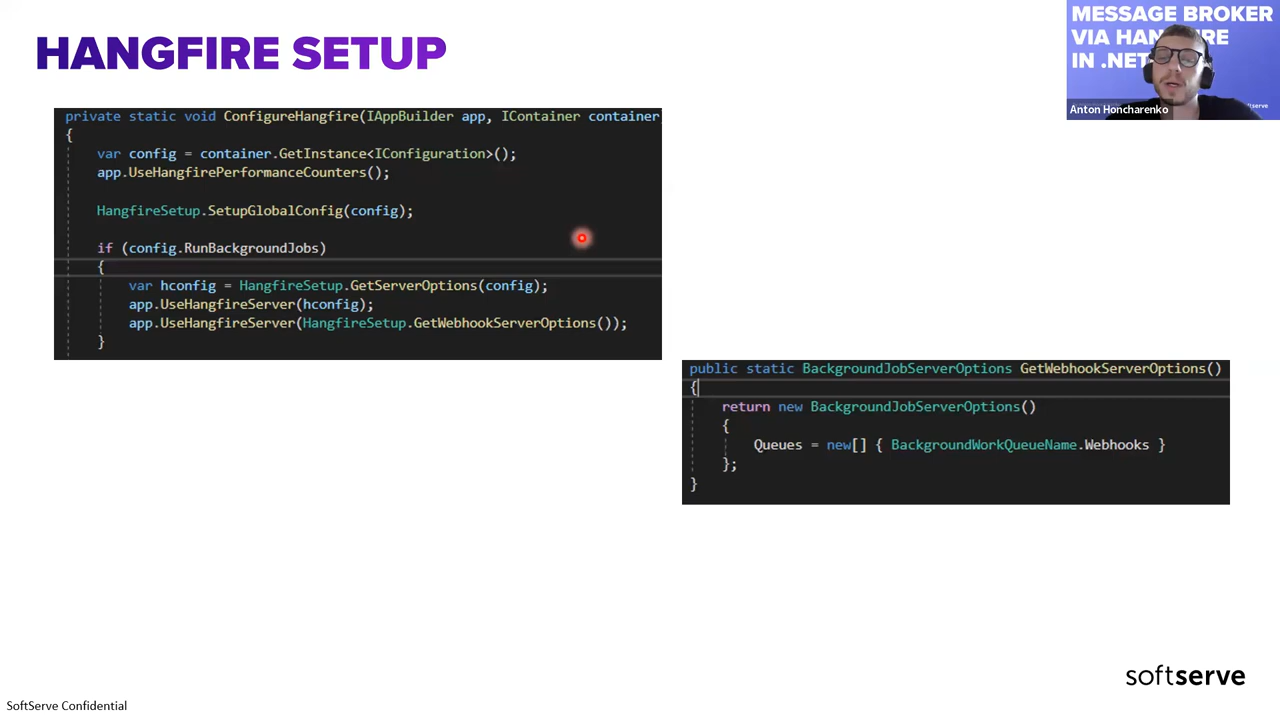 HANGFIRE SETUP
MESSAGE BROKER
VIA HANGFIRE
IN .NET
Anton Honcharenko
private static void ConfigureHangfire(IAppBuilder app, IContainer container
{
var config = container.GetInstance<IConfiguration>();
app.UseHangfirePerformanceCounters();
HangfireSetup.SetupGlobalConfig(config);
if (config.RunBackgroundJobs)
{
var hconfig = HangfireSetup.GetServerOptions(config);
app.UseHangfireServer(hconfig);
app.UseHangfireServer(HangfireSetup.GetWebhookServerOptions());
}
public static BackgroundJobServerOptions GetWebhookServerOptions()
{
return new BackgroundJobServerOptions()
{
Queues = new[] { BackgroundWorkQueueName.Webhooks }
};
}
softserve
SoftServe Confidential